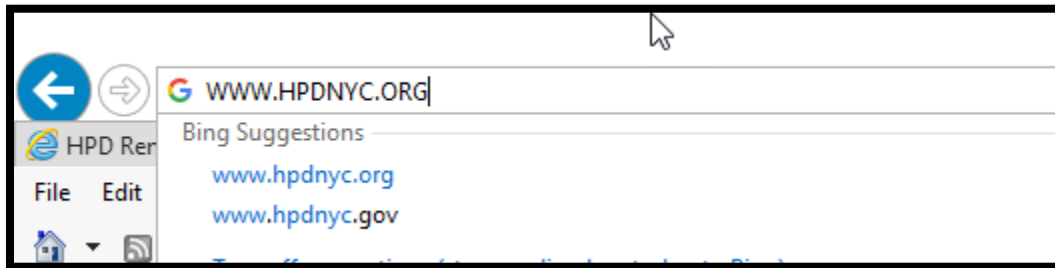 WWW.HPDNYC.ORG
Bing Suggestions
HPD Rer
www.hpdnyc.org
File Edit
www.hpdnyc.gov